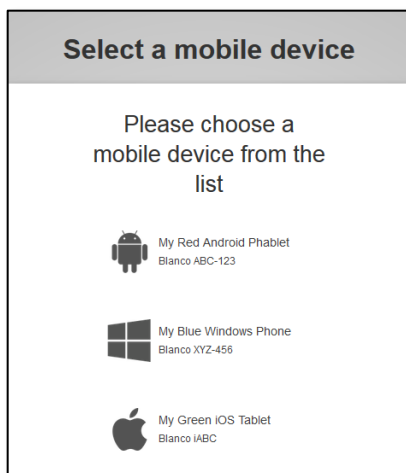 Select a mobile device
Please choose a
mobile device from the
list
My Red Android Phablet
Blanco ABC-123
My Blue Windows Phone
Blanco XYZ-456
My Green iOS Tablet
Blanco iABC